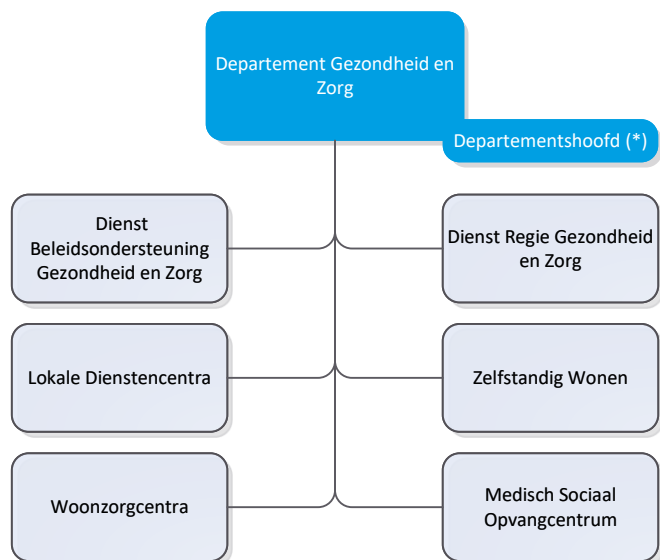 Departement Gezondheid en
Zorg
Departementshoofd (*)
Dienst
Beleidsondersteuning
Gezondheid en Zorg
Dienst Regie Gezondheid
en Zorg
Lokale Dienstencentra
Zelfstandig Wonen
Woonzorgcentra
Medisch Sociaal
Opvangcentrum